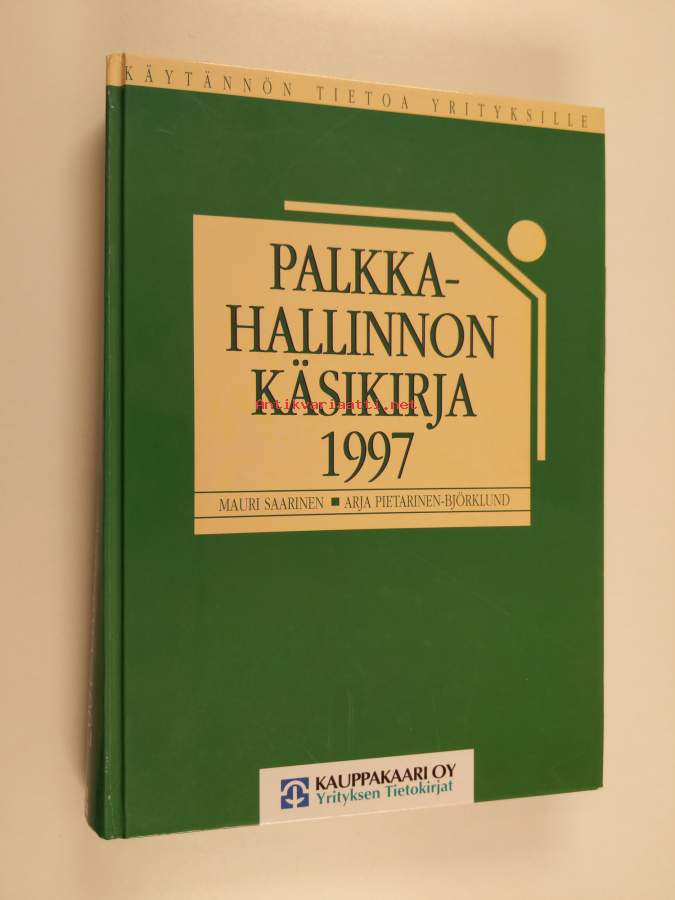 KÄYTÄNNÖN TIETOA YRITYKSILLE
PALKKA-
HALLINNON
KÄSIKIRJA
Antikvariaatti.net
1997
MAURI SAARINEN ■ ARJA PIETARINEN-BJÖRKLUND
KAUPPAKAARI OY
Yrityksen Tietokirjat